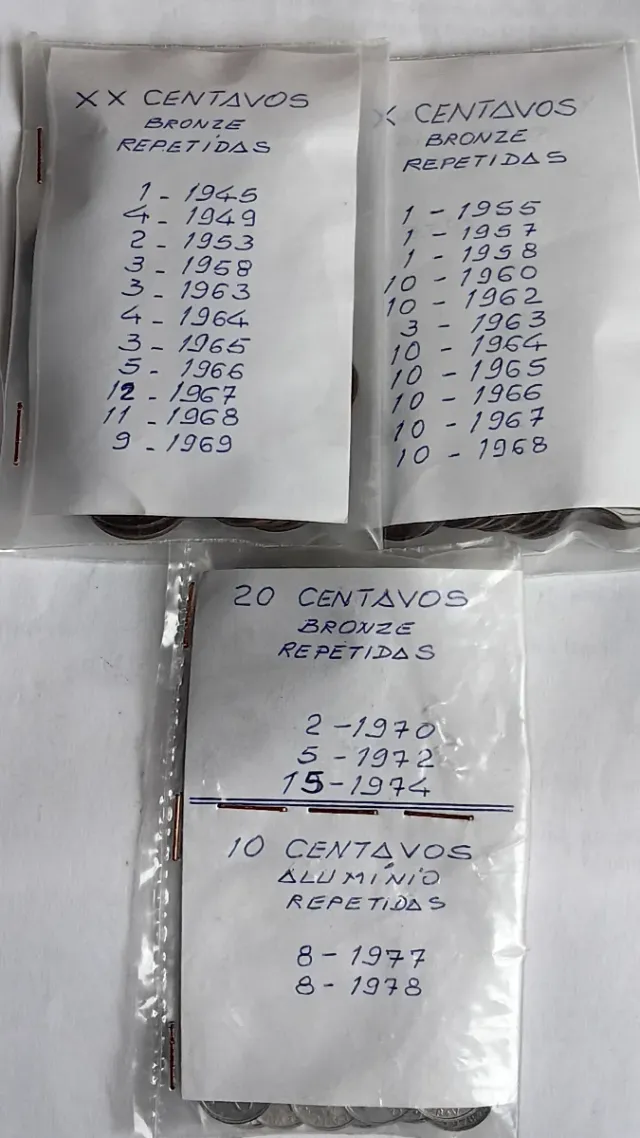 XX CENTAVOS
BRONZE
REPETIDAS
1 - 1945
4 - 1949
2 - 1953
3 - 1958
3 - 1963
4 - 1964
3 - 1965
5 - 1966
12 - 1967
11 - 1968
9 - 1969
X CENTAVOS
BRONZE
REPETIDAS
1 - 1955
1 - 1957
1 - 1958
10 - 1960
10 - 1962
3 - 1963
10 - 1964
10 - 1965
10 - 1966
10 - 1967
10 - 1968
20 CENTAVOS
BRONZE
REPETIDAS
2 - 1970
5 - 1972
15 - 1974
10 CENTAVOS
ALUMÍNIO
REPETIDAS
8 - 1977
8 - 1978